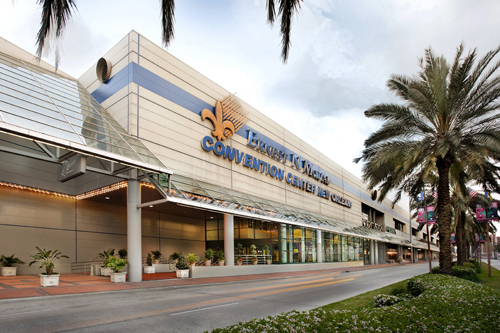 Ernest N. Morial
Convention Center New Orleans